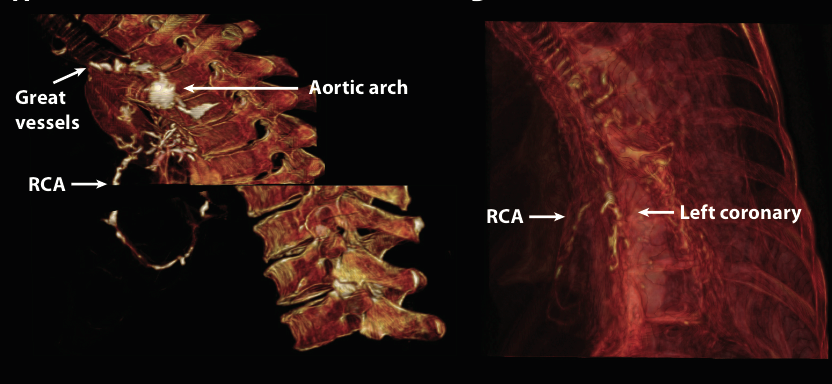 Great
vessels
Aortic arch
RCA
RCA
Left coronary